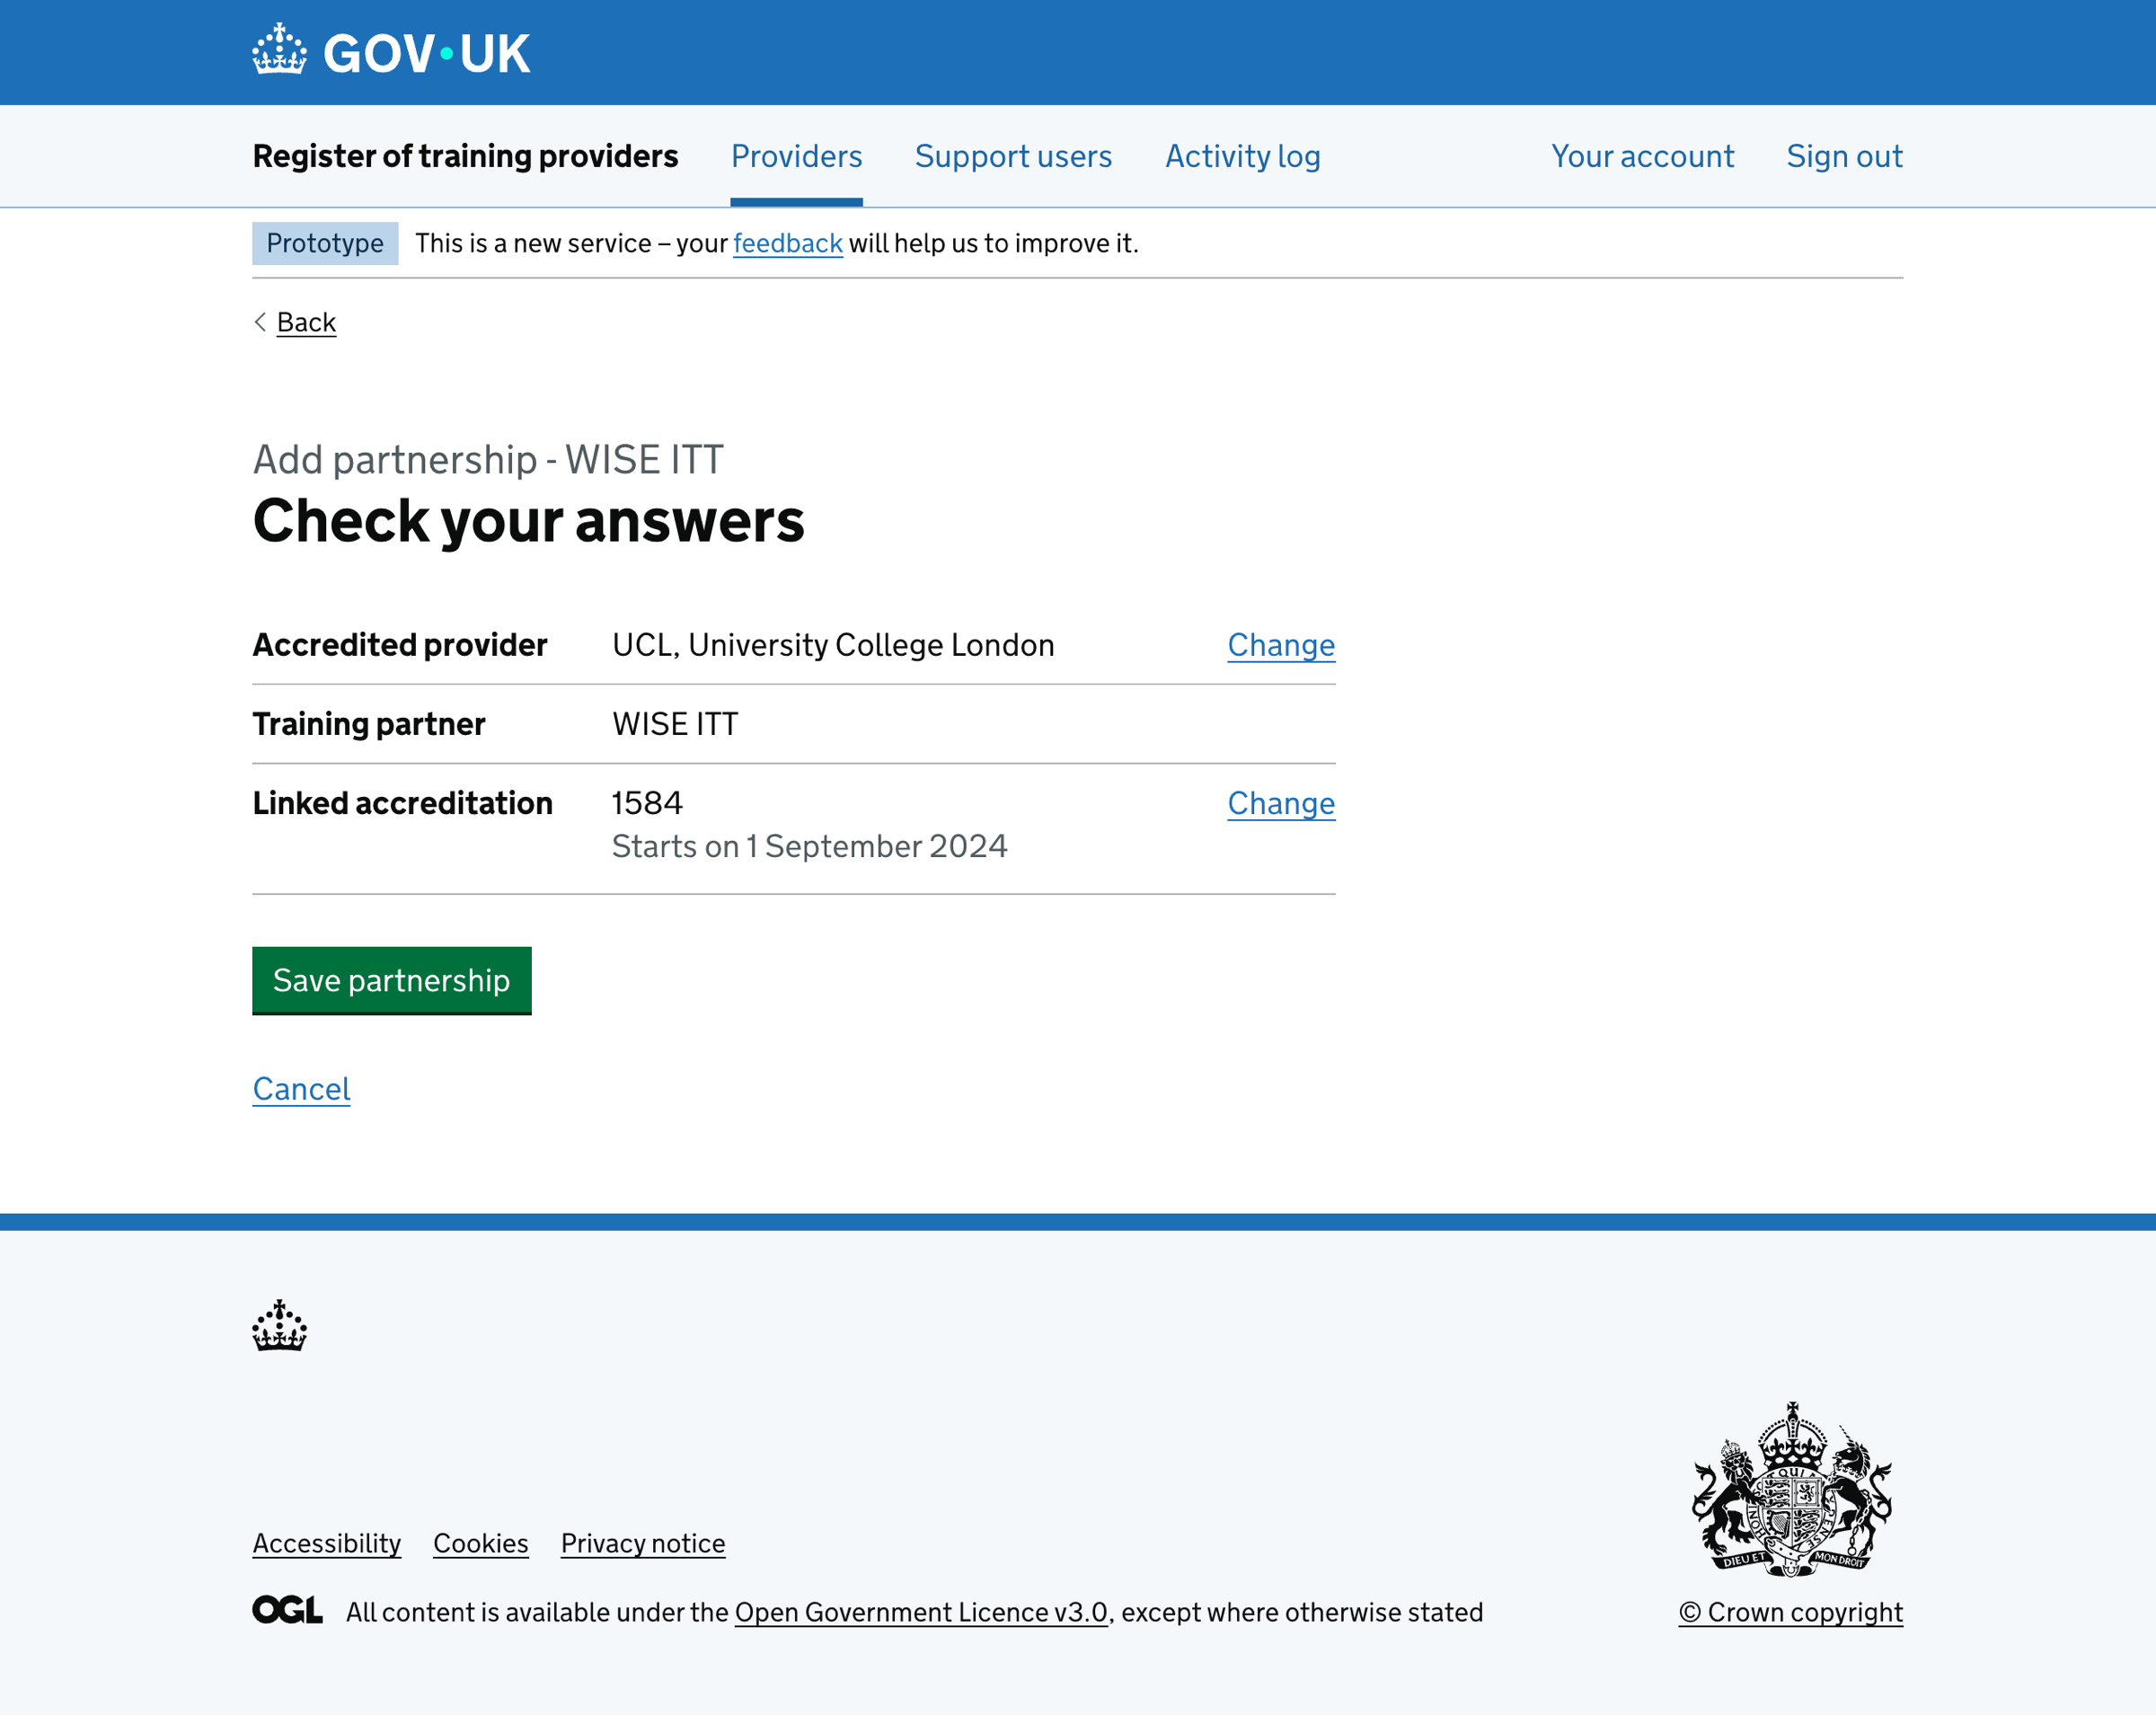 GOV·UK
Register of training providers Providers Support users Activity log Your account Sign out
Prototype This is a new service – your feedback will help us to improve it.
Back
Add partnership - WISE ITT
Check your answers
Accredited provider UCL, University College London Change
Training partner WISE ITT
Linked accreditation 1584 Change
Starts on 1 September 2024
Save partnership
Cancel
DIEU ET MON DROIT
Accessibility Cookies Privacy notice
OGL All content is available under the Open Government Licence v3.0, except where otherwise stated © Crown copyright